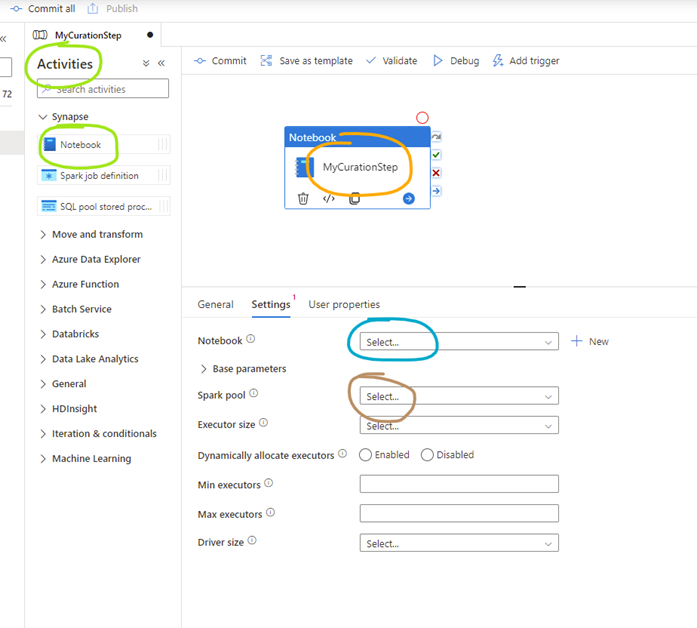 Commit all Publish
MyCurationStep
Activities
Search activities
72
Synapse
Notebook
Spark job definition
SQL pool stored proc...
Move and transform
Azure Data Explorer
Azure Function
Batch Service
Databricks
Data Lake Analytics
General
HDInsight
Iteration & conditionals
Machine Learning
Commit Save as template Validate Debug Add trigger
Notebook
MyCurationStep
General Settings 1 User properties
Notebook Select... New
Base parameters
Spark pool Select...
Executor size Select...
Dynamically allocate executors Enabled Disabled
Min executors
Max executors
Driver size Select...